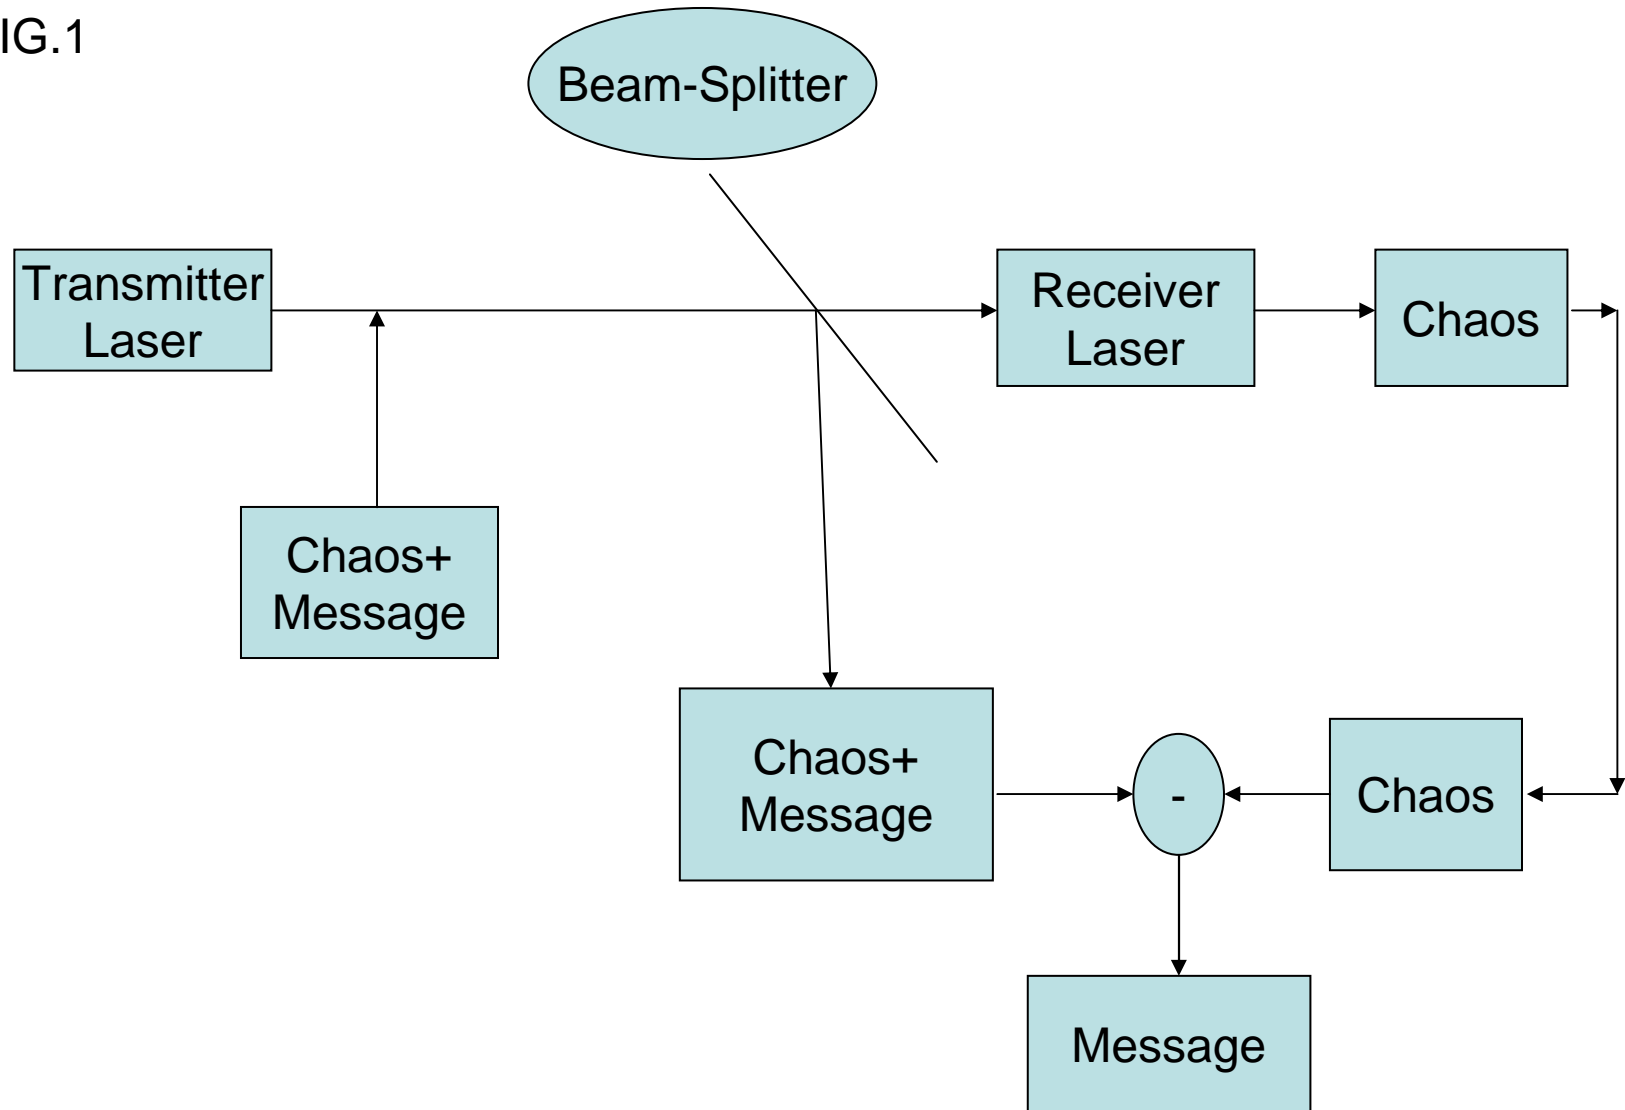 IG.1
Beam-Splitter
Transmitter
Laser
Receiver
Laser
Chaos
Chaos+
Message
Chaos+
Message
-
Chaos
Message